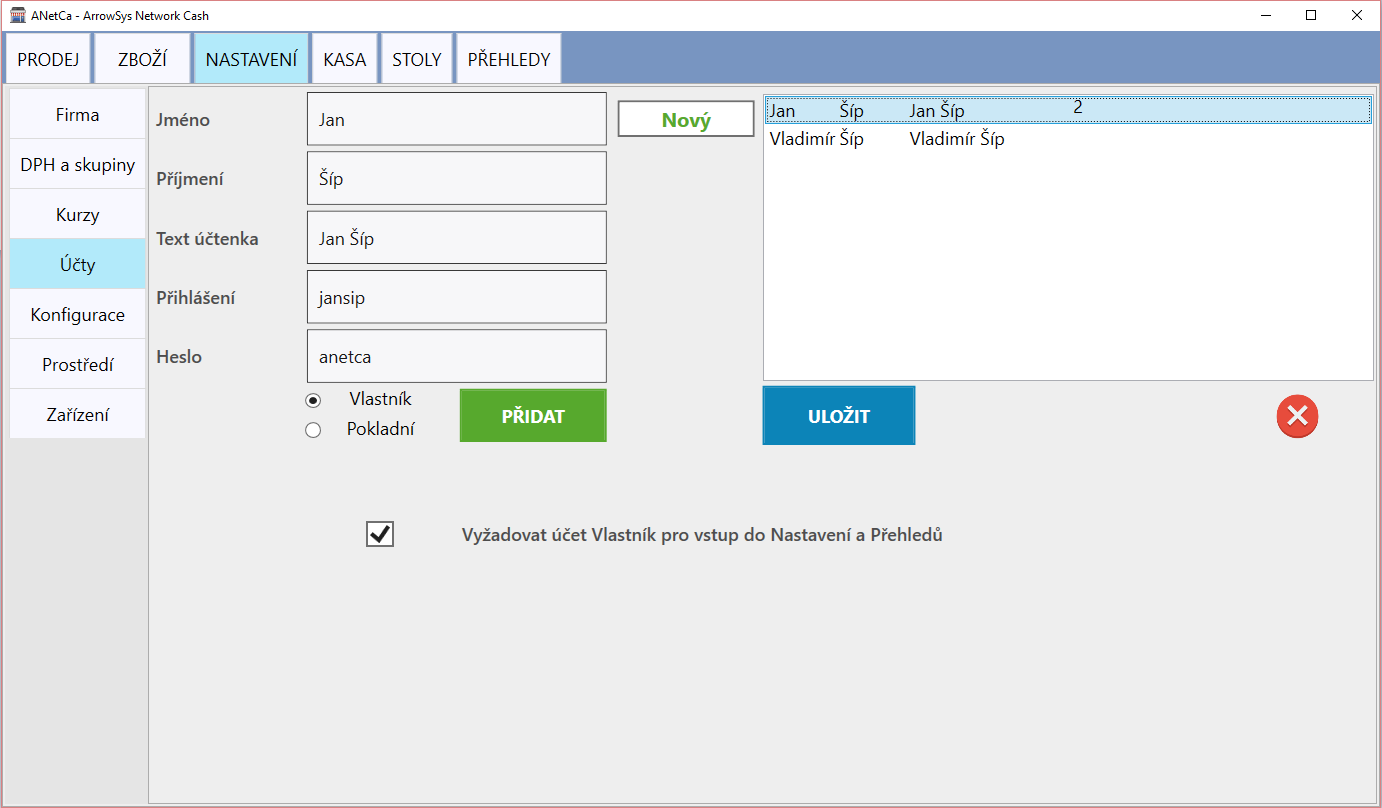 ANetCa - ArrowSys Network Cash
PRODEJ ZBOŽÍ NASTAVENÍ KASA STOLY PŘEHLEDY
Firma
DPH a skupiny
Kurzy
Účty
Konfigurace
Prostředí
Zařízení
Jméno Jan
Příjmení Šíp
Text účtenka Jan Šíp
Přihlášení jansip
Heslo anetca
Vlastník
Pokladní
PŘIDAT
Nový
Jan Šíp Jan Šíp 2
Vladimír Šíp Vladimír Šíp
ULOŽIT
Vyžadovat účet Vlastník pro vstup do Nastavení a Přehledů